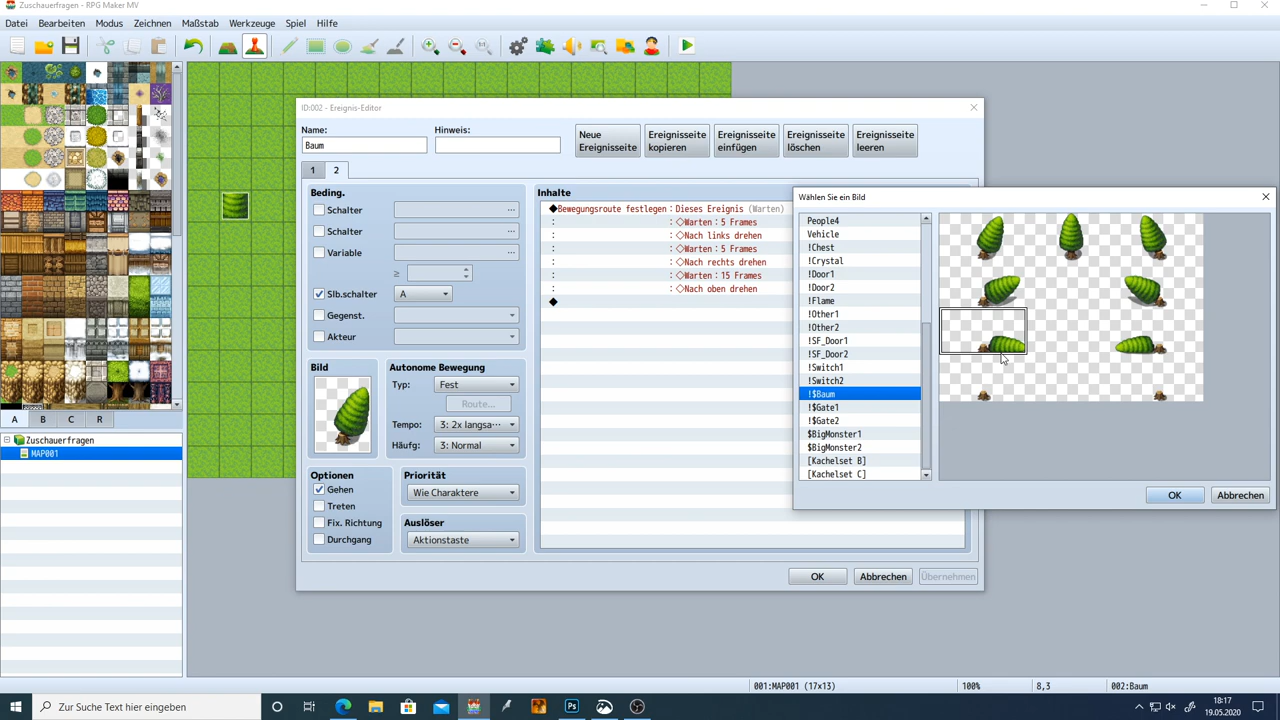 Zuschauerfragen - RPG Maker MV
Datei Bearbeiten Modus Zeichnen Maßstab Werkzeuge Spiel Hilfe
1:1
ID:002 - Ereignis-Editor
Name:
Baum
Hinweis:
Neue Ereignisseite
Ereignisseite kopieren
Ereignisseite einfügen
Ereignisseite löschen
Ereignisseite leeren
1 2
Beding.
Schalter ...
Schalter ...
Variable ...
≥
Slb.schalter A
Gegenst.
Akteur
Bild
Autonome Bewegung
Typ: Fest
Route...
Tempo: 3: 2x langsa···
Häufg: 3: Normal
Optionen
Gehen
Treten
Fix. Richtung
Durchgang
Priorität
Wie Charaktere
Auslöser
Aktionstaste
Inhalte
◆Bewegungsroute festlegen：Dieses Ereignis (Warten)
： ：◇Warten：5 Frames
： ：◇Nach links drehen
： ：◇Warten：5 Frames
： ：◇Nach rechts drehen
： ：◇Warten：15 Frames
： ：◇Nach oben drehen
◆
OK Abbrechen Übernehmen
Wählen Sie ein Bild
People4
Vehicle
!Chest
!Crystal
!Door1
!Door2
!Flame
!Other1
!Other2
!SF_Door1
!SF_Door2
!Switch1
!Switch2
!$Baum
!$Gate1
!$Gate2
$BigMonster1
$BigMonster2
[Kachelset B]
[Kachelset C]
OK Abbrechen
A B C R
Zuschauerfragen
MAP001
001:MAP001 (17×13) 100% 8,3 002:Baum
Zur Suche Text hier eingeben
Ps
18:17
19.05.2020